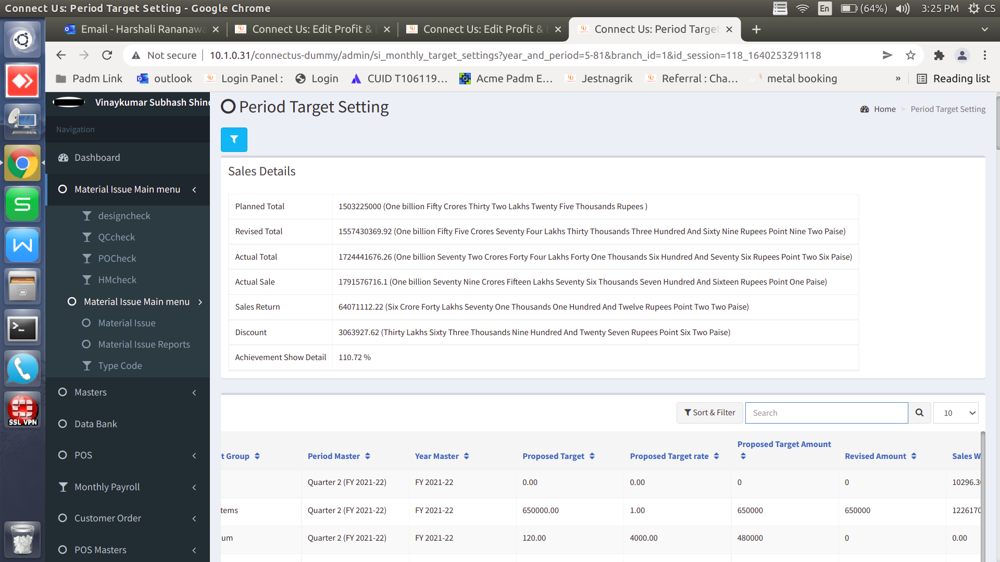 Connect Us: Period Target Setting - Google Chrome
En (64%) 3:25 PM CS
Email - Harshali Rananawa
Connect Us: Edit Profit &
Connect Us: Edit Profit &
Connect Us: Period Targe
Not secure 10.1.0.31/connectus-dummy/admin/si_monthly_target_settings?year_and_period=5-81&branch_id=1&id_session=118_1640253291118
Padm Link outlook Login Panel : Login CUID T106119... Acme Padm E... Jestnagrik Referral : Cha... metal booking » Reading list
Vinaykumar Subhash Shin
Navigation
Dashboard
Material Issue Main menu
designcheck
QCcheck
POCheck
HMcheck
Material Issue Main menu
Material Issue
Material Issue Reports
Type Code
Masters
Data Bank
POS
Monthly Payroll
Customer Order
POS Masters
SSL VPN
Period Target Setting
Home > Period Target Setting
Sales Details
Planned Total 1503225000 (One billion Fifty Crores Thirty Two Lakhs Twenty Five Thousands Rupees )
Revised Total 1557430369.92 (One billion Fifty Five Crores Seventy Four Lakhs Thirty Thousands Three Hundred And Sixty Nine Rupees Point Nine Two Paise)
Actual Total 1724441676.26 (One billion Seventy Two Crores Forty Four Lakhs Forty One Thousands Six Hundred And Seventy Six Rupees Point Two Six Paise)
Actual Sale 1791576716.1 (One billion Seventy Nine Crores Fifteen Lakhs Seventy Six Thousands Seven Hundred And Sixteen Rupees Point One Paise)
Sales Return 64071112.22 (Six Crore Forty Lakhs Seventy One Thousands One Hundred And Twelve Rupees Point Two Two Paise)
Discount 3063927.62 (Thirty Lakhs Sixty Three Thousands Nine Hundred And Twenty Seven Rupees Point Six Two Paise)
Achievement Show Detail 110.72 %
Sort & Filter Search 10
t Group Period Master Year Master Proposed Target Proposed Target rate Proposed Target Amount Revised Amount Sales W
Quarter 2 (FY 2021-22) FY 2021-22 0.00 0.00 0 0 10296.3
tems Quarter 2 (FY 2021-22) FY 2021-22 650000.00 1.00 650000 650000 1226170
um Quarter 2 (FY 2021-22) FY 2021-22 120.00 4000.00 480000 0 0.00